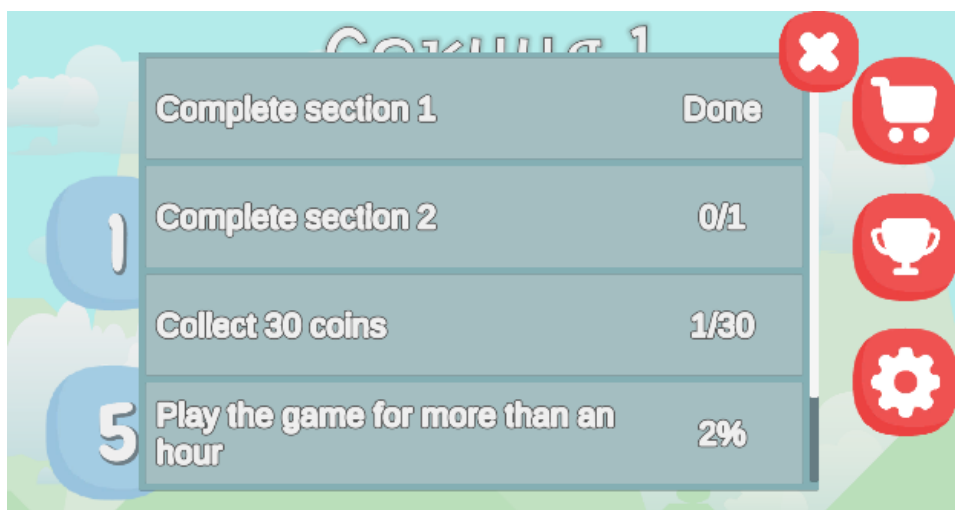 Complete section 1 Done
Complete section 2 0/1
Collect 30 coins 1/30
Play the game for more than an
hour 2%
1
5